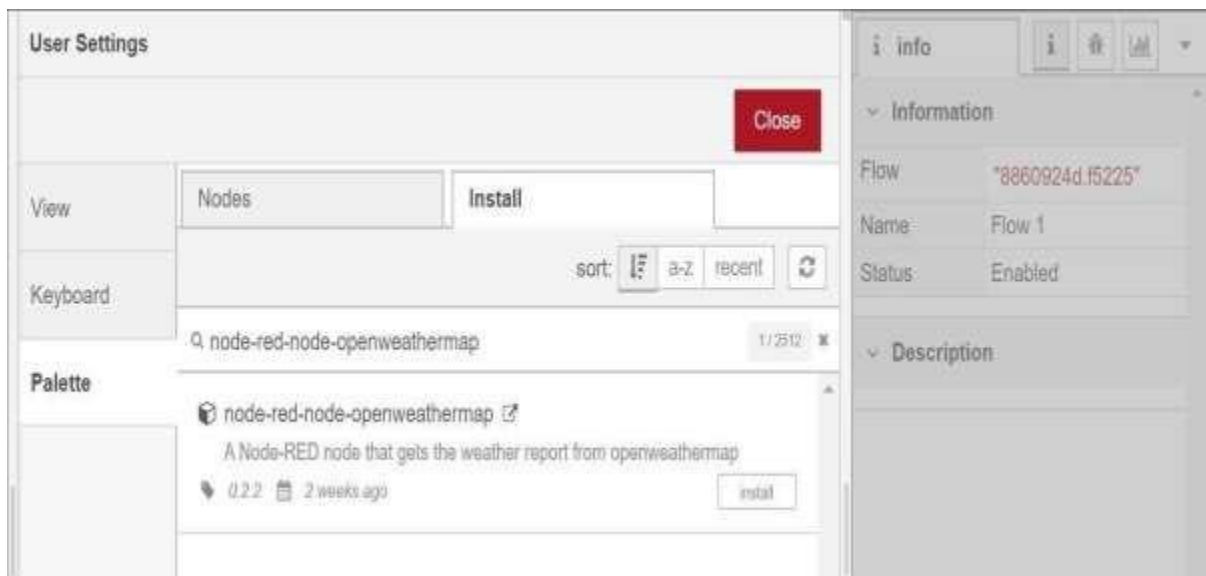 User Settings
Close
View
Keyboard
Palette
Nodes
Install
sort: a-z recent
node-red-node-openweathermap 1 / 2512 ×
node-red-node-openweathermap
A Node-RED node that gets the weather report from openweathermap
0.2.2 2 weeks ago
install
i info
Information
Flow "8860924d.f5225"
Name Flow 1
Status Enabled
Description